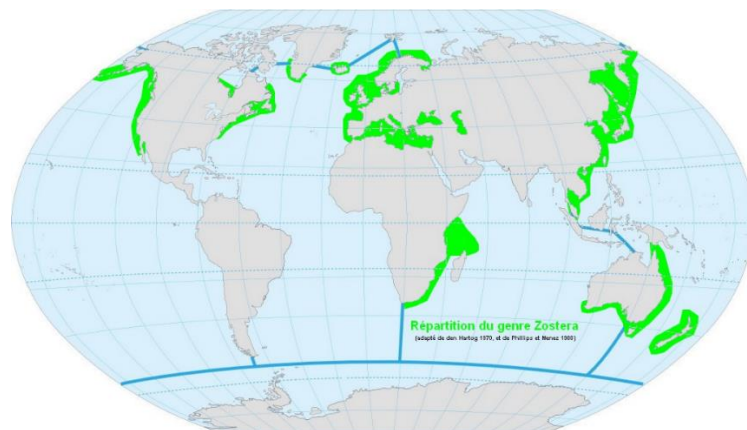 Répartition du genre Zostera
(adapté de den Hartog 1970, et de Phillips et Menez 1988)